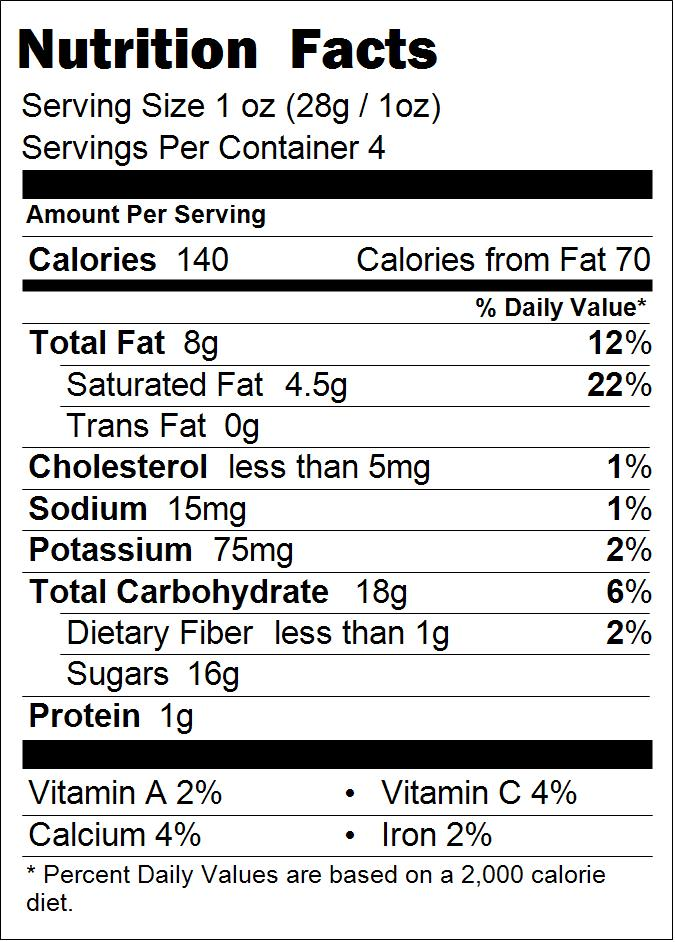 Nutrition Facts
Serving Size 1 oz (28g / 1oz)
Servings Per Container 4
Amount Per Serving
Calories 140 Calories from Fat 70
% Daily Value*
Total Fat 8g 12%
Saturated Fat 4.5g 22%
Trans Fat 0g
Cholesterol less than 5mg 1%
Sodium 15mg 1%
Potassium 75mg 2%
Total Carbohydrate 18g 6%
Dietary Fiber less than 1g 2%
Sugars 16g
Protein 1g
Vitamin A 2% • Vitamin C 4%
Calcium 4% • Iron 2%
* Percent Daily Values are based on a 2,000 calorie
diet.